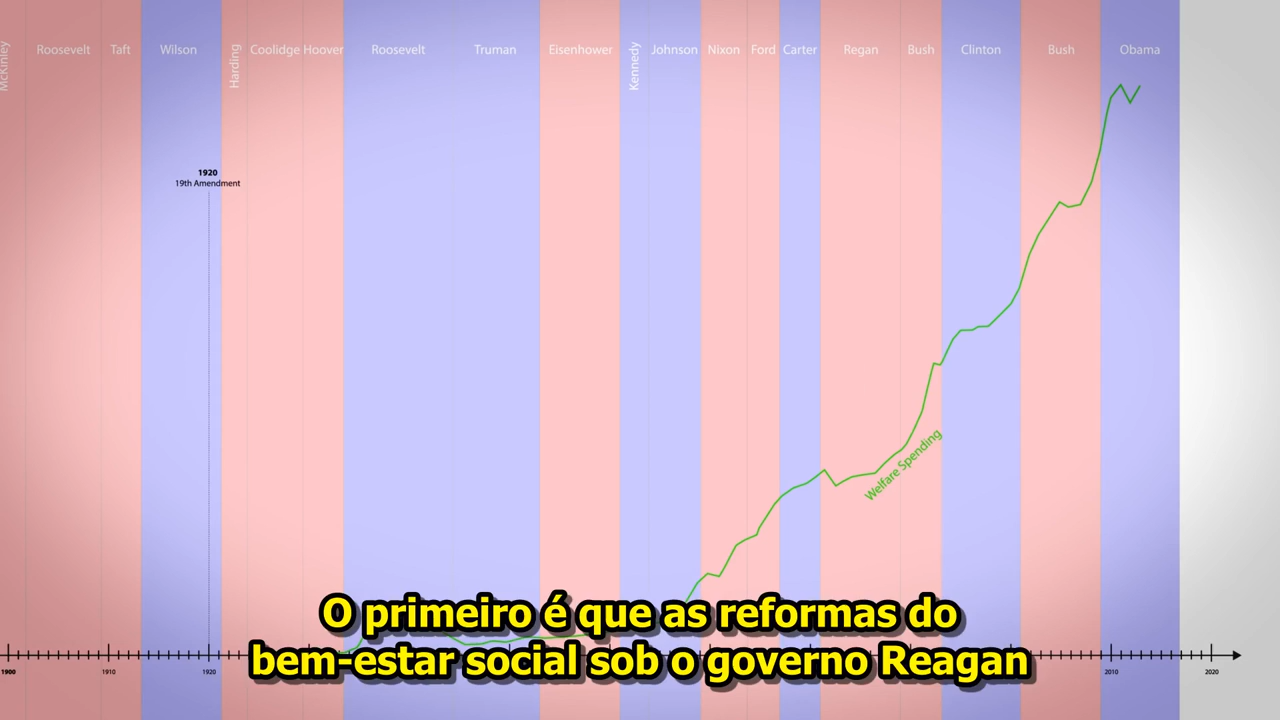 McKinley
Roosevelt
Taft
Wilson
Harding
Coolidge
Hoover
Roosevelt
Truman
Eisenhower
Kennedy
Johnson
Nixon
Ford
Carter
Regan
Bush
Clinton
Bush
Obama
1920
19th Amendment
Welfare Spending
O primeiro é que as reformas do
bem-estar social sob o governo Reagan
1900
1910
1920
2010
2020